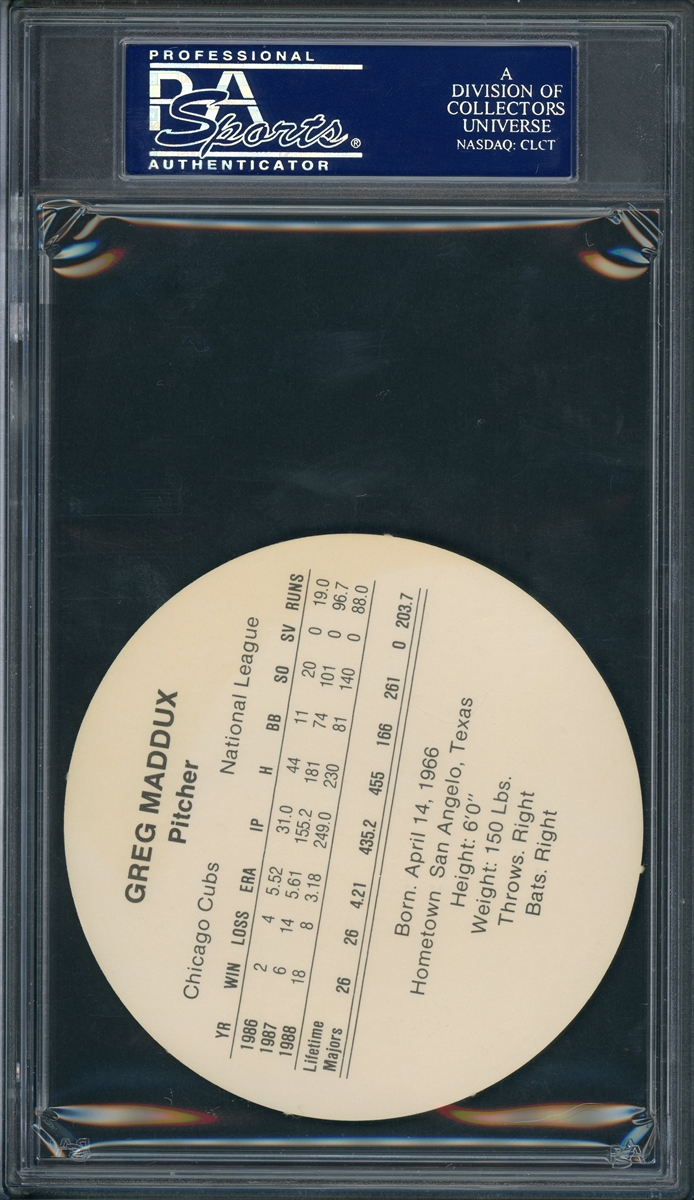 PROFESSIONAL
PSA
Sports®
AUTHENTICATOR
A
DIVISION OF
COLLECTORS
UNIVERSE
NASDAQ: CLCT
GREG MADDUX
Pitcher
Chicago Cubs National League
YR WIN LOSS ERA IP H BB SO SV RUNS
1986 2 4 5.52 31.0 44 11 20 0 19.0
1987 6 14 5.61 155.2 181 74 101 0 96.7
1988 18 8 3.18 249.0 230 81 140 0 88.0
Lifetime
Majors 26 26 4.21 435.2 455 166 261 0 203.7
Born. April 14, 1966
Hometown San Angelo, Texas
Height: 6'0"
Weight: 150 Lbs.
Throws. Right
Bats. Right